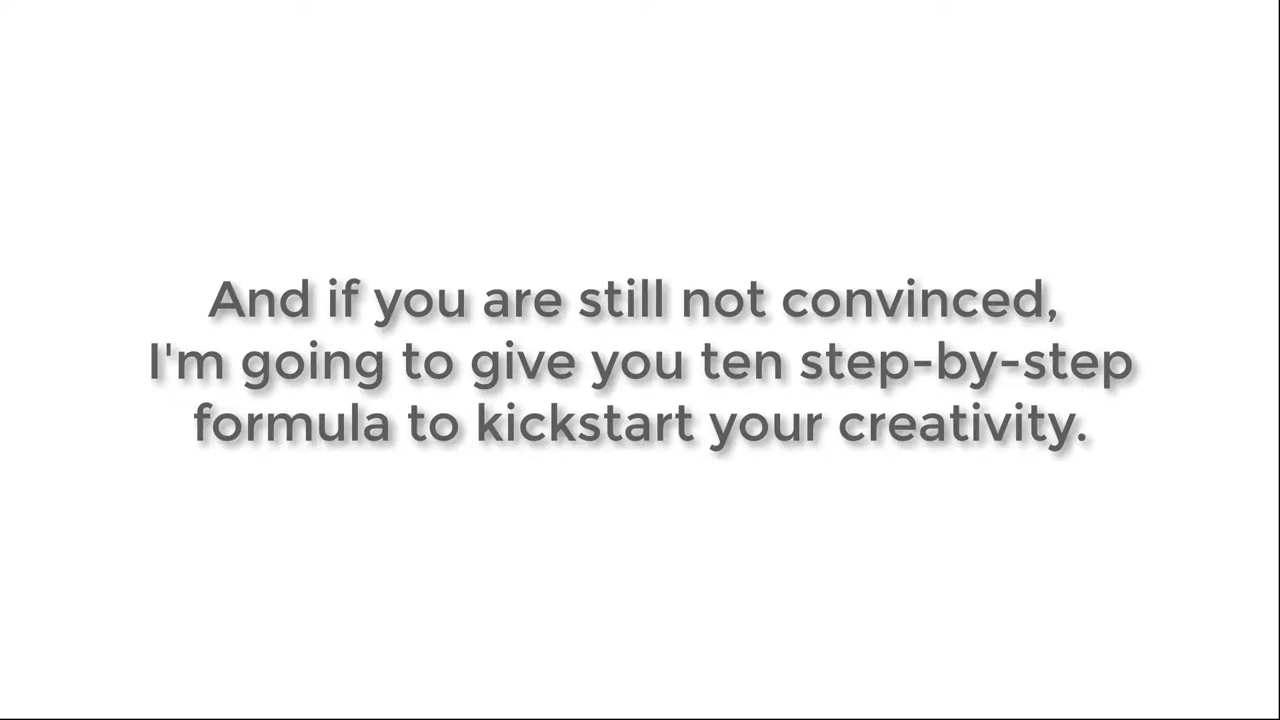 And if you are still not convinced,
I'm going to give you ten step-by-step
formula to kickstart your creativity.